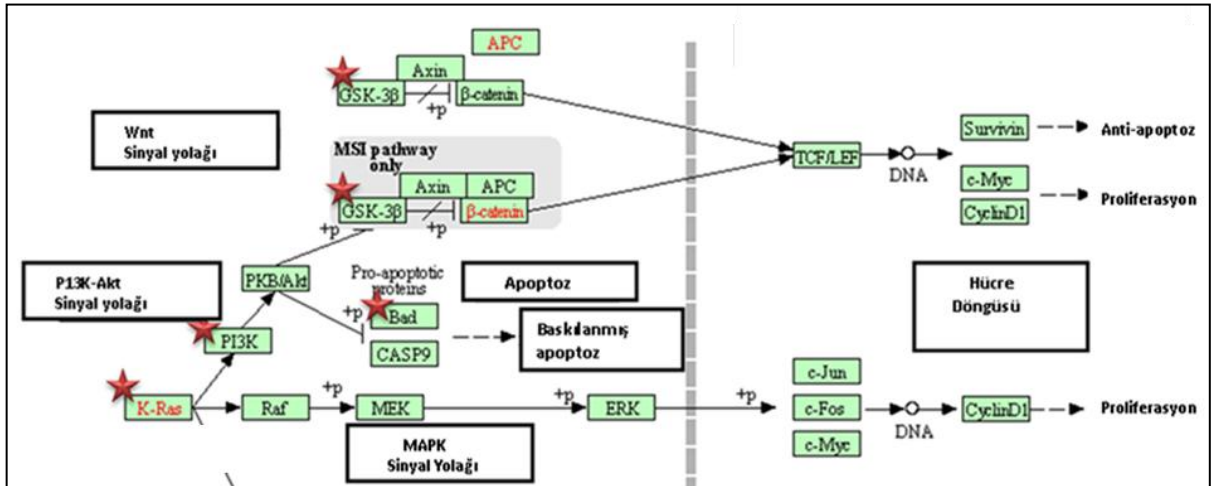 APC
Axin
GSK-3β
+p
β-catenin
Wnt
Sinyal yolağı
MSI pathway
only
Axin
APC
GSK-3β
+p
β-catenin
+p
TCF/LEF
DNA
Survivin
Anti-apoptoz
c-Myc
CyclinD1
Proliferasyon
P13K-Akt
Sinyal yolağı
PKB/Akt
Pro-apoptotic
proteins
+p
Bad
CASP9
Apoptoz
Baskılanmış
apoptoz
Hücre
Döngüsü
PI3K
K-Ras
Raf
+p
MEK
+p
ERK
+p
MAPK
Sinyal Yolağı
c-Jun
c-Fos
c-Myc
DNA
CyclinD1
Proliferasyon